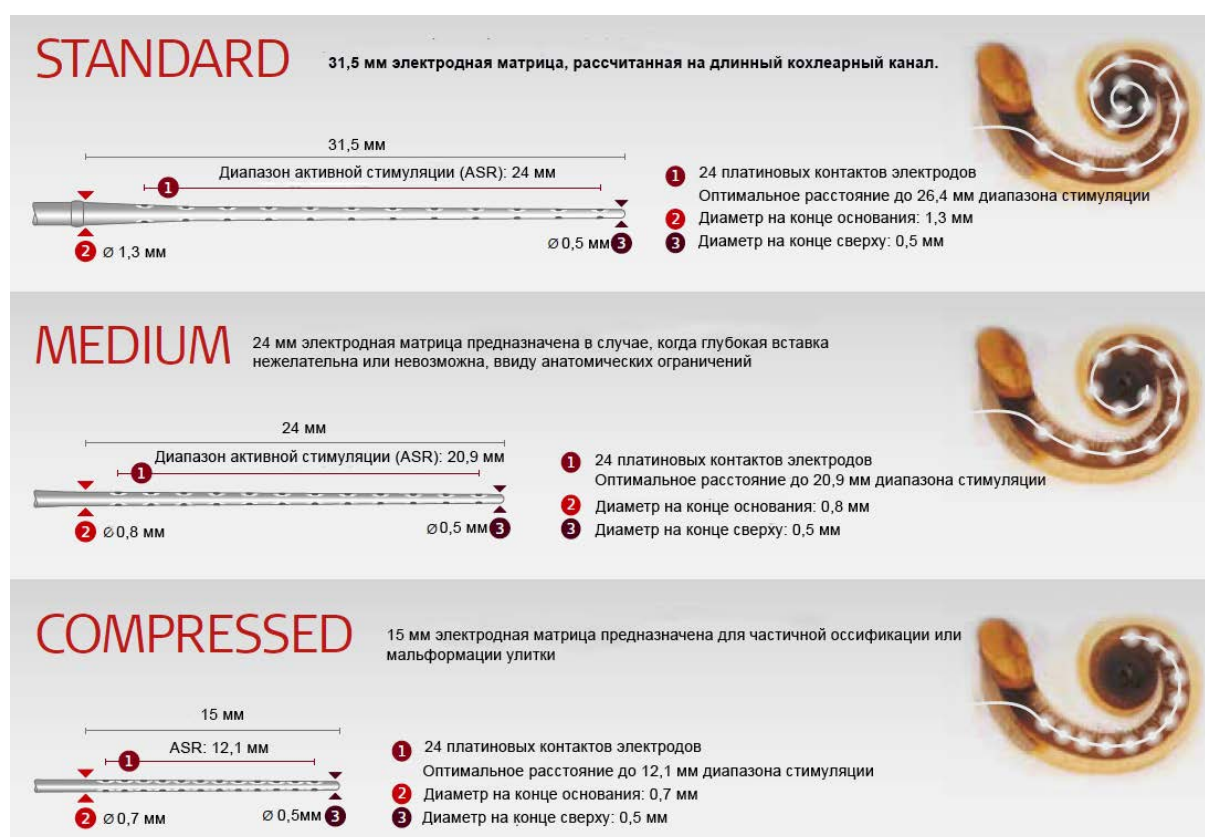 STANDARD
31,5 мм электродная матрица, рассчитанная на длинный кохлеарный канал.
31,5 мм
Диапазон активной стимуляции (ASR): 24 мм
1
2 ⌀ 1,3 мм
⌀ 0,5 мм 3
1 24 платиновых контактов электродов
Оптимальное расстояние до 26,4 мм диапазона стимуляции
2 Диаметр на конце основания: 1,3 мм
3 Диаметр на конце сверху: 0,5 мм
MEDIUM
24 мм электродная матрица предназначена в случае, когда глубокая вставка
нежелательна или невозможна, ввиду анатомических ограничений
24 мм
Диапазон активной стимуляции (ASR): 20,9 мм
1
2 ⌀ 0,8 мм
⌀ 0,5 мм 3
1 24 платиновых контактов электродов
Оптимальное расстояние до 20,9 мм диапазона стимуляции
2 Диаметр на конце основания: 0,8 мм
3 Диаметр на конце сверху: 0,5 мм
COMPRESSED
15 мм электродная матрица предназначена для частичной оссификации или
мальформации улитки
15 мм
ASR: 12,1 мм
1
2 ⌀ 0,7 мм
⌀ 0,5мм 3
1 24 платиновых контактов электродов
Оптимальное расстояние до 12,1 мм диапазона стимуляции
2 Диаметр на конце основания: 0,7 мм
3 Диаметр на конце сверху: 0,5 мм